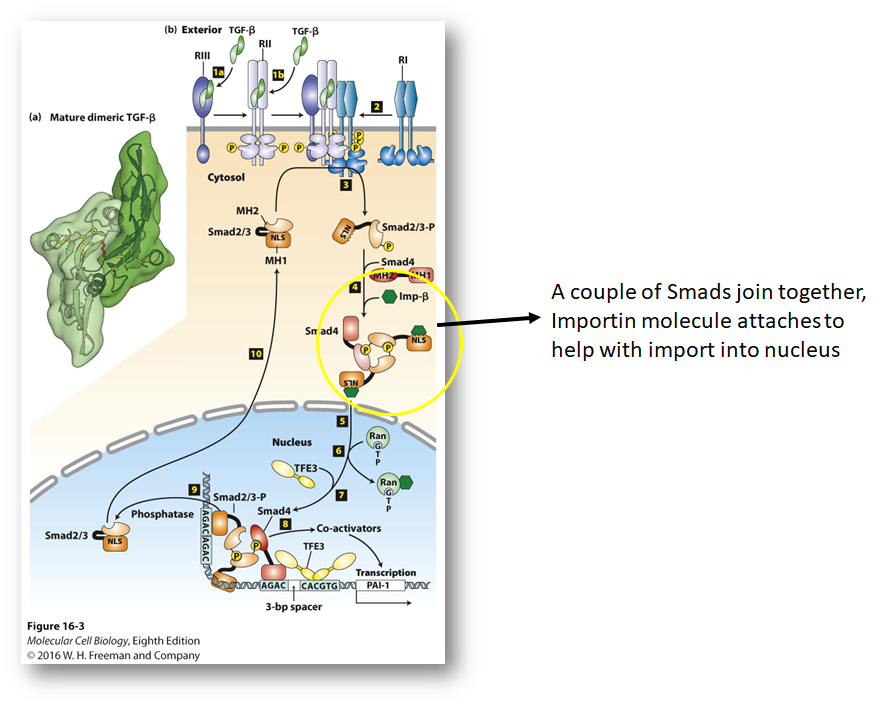 (b) Exterior
TGF-β
TGF-β
RII
RIII
RI
1a
1b
2
(a) Mature dimeric TGF-β
P
P
P
P
P
P
Cytosol
3
MH2
Smad2/3
NLS
MH1
NLS
Smad2/3-P
P
Smad4
MH2
MH1
4
Imp-β
Smad4
P
P
NLS
NLS
A couple of Smads join together,
Importin molecule attaches to
help with import into nucleus
10
5
Nucleus
6
Ran
G
T
P
TFE3
7
Ran
G
T
P
9
Smad2/3-P
Phosphatase
Smad4
8
Co-activators
Smad2/3
NLS
AGAC AGAC
P
P
TFE3
Transcription
AGAC
CACGTG
PAI-1
3-bp spacer
Figure 16-3
Molecular Cell Biology, Eighth Edition
© 2016 W. H. Freeman and Company